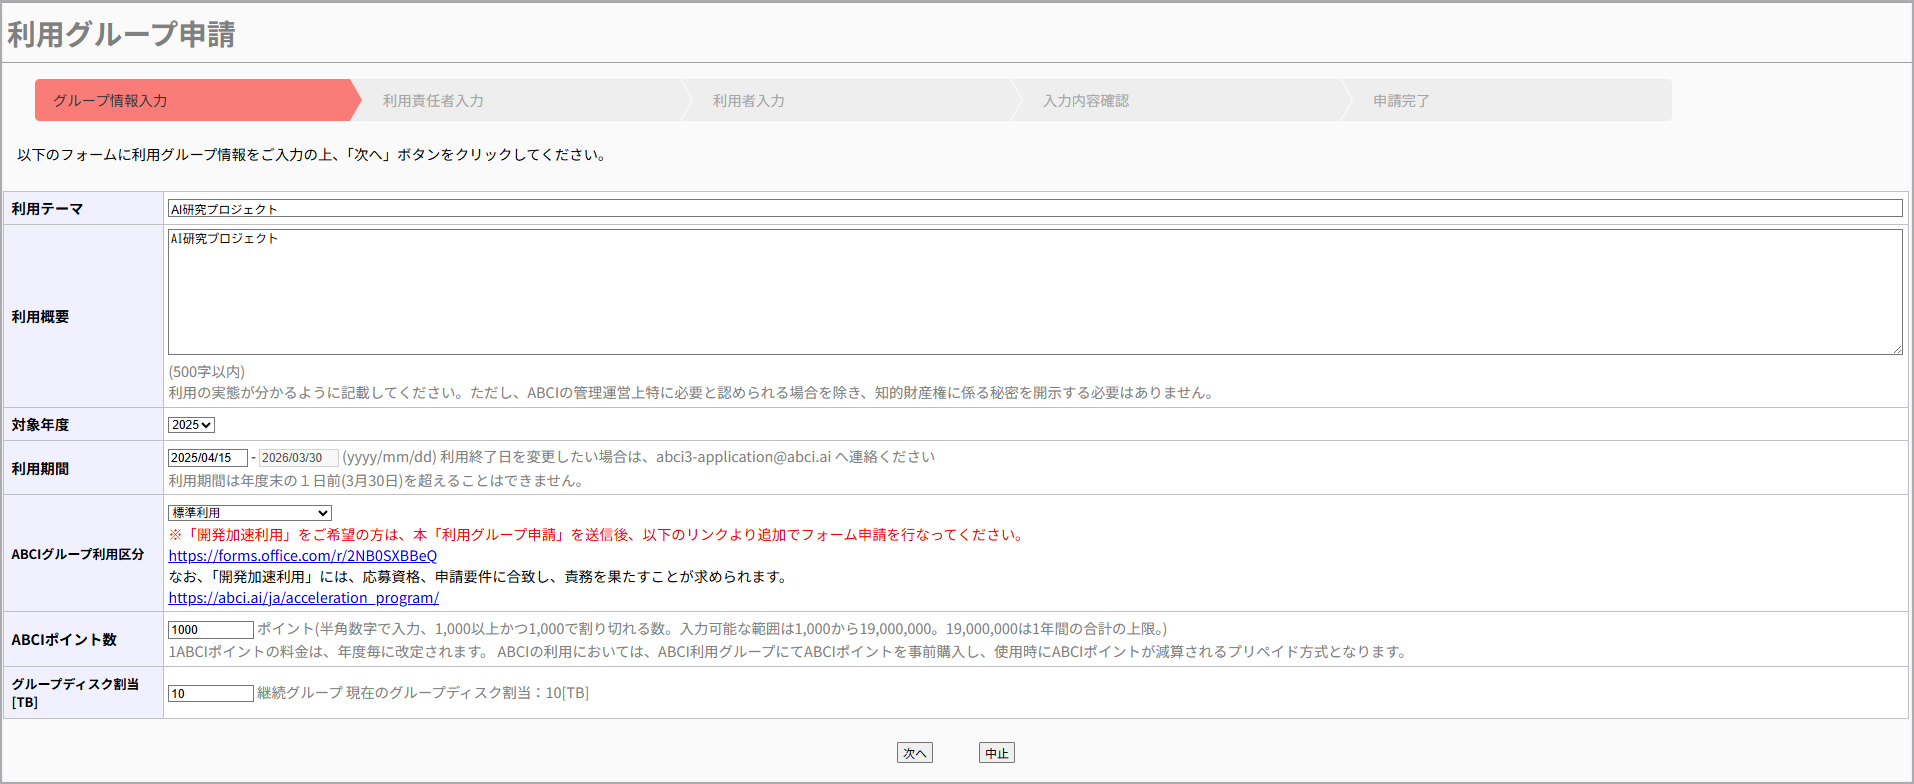 利用グループ申請
グループ情報入力
利用責任者入力
利用者入力
入力内容確認
申請完了
以下のフォームに利用グループ情報をご入力の上、「次へ」ボタンをクリックしてください。
利用テーマ
AI研究プロジェクト
利用概要
AI研究プロジェクト
(500字以内)
利用の実態が分かるように記載してください。ただし、ABCIの管理運営上特に必要と認められる場合を除き、知的財産権に係る秘密を開示する必要はありません。
対象年度
2025
利用期間
2025/04/15 - 2026/03/30 (yyyy/mm/dd) 利用終了日を変更したい場合は、abci3-application@abci.ai へ連絡ください
利用期間は年度末の１日前(3月30日)を超えることはできません。
ABCIグループ利用区分
標準利用
※「開発加速利用」をご希望の方は、本「利用グループ申請」を送信後、以下のリンクより追加でフォーム申請を行なってください。
https://forms.office.com/r/2NB0SXBBeQ
なお、「開発加速利用」には、応募資格、申請要件に合致し、責務を果たすことが求められます。
https://abci.ai/ja/acceleration_program/
ABCIポイント数
1000 ポイント(半角数字で入力、1,000以上かつ1,000で割り切れる数。入力可能な範囲は1,000から19,000,000。19,000,000は1年間の合計の上限。)
1ABCIポイントの料金は、年度毎に改定されます。 ABCIの利用においては、ABCI利用グループにてABCIポイントを事前購入し、使用時にABCIポイントが減算されるプリペイド方式となります。
グループディスク割当
[TB]
10 継続グループ 現在のグループディスク割当：10[TB]
次へ
中止